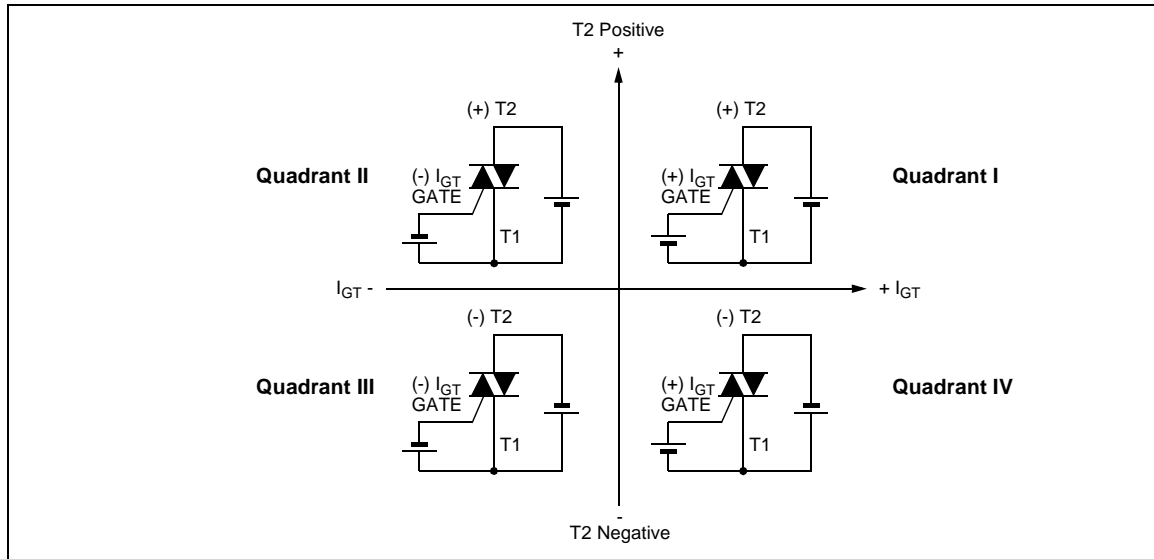 T2 Positive
+
(+) T2
(+) T2
Quadrant II
(-) IGT
GATE
T1
(+) IGT
GATE
T1
Quadrant I
IGT -
+ IGT
(-) T2
(-) T2
Quadrant III
(-) IGT
GATE
T1
(+) IGT
GATE
T1
Quadrant IV
-
T2 Negative